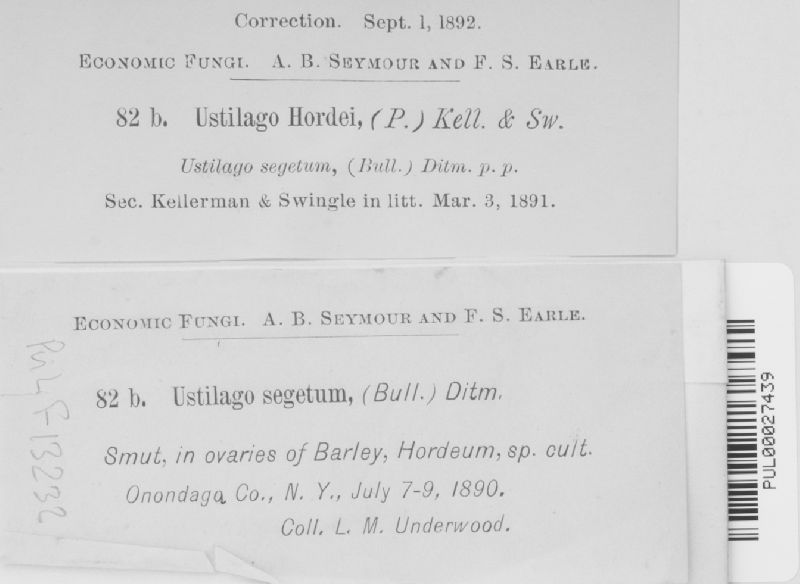 Correction. Sept. 1, 1892.
Economic Fungi. A. B. Seymour and F. S. Earle.
82 b. Ustilago Hordei, (P.) Kell. & Sw.
Ustilago segetum, (Bull.) Ditm. p. p.
Sec. Kellerman & Swingle in litt. Mar. 3, 1891.
Economic Fungi. A. B. Seymour and F. S. Earle.
82 b. Ustilago segetum, (Bull.) Ditm.
Smut, in ovaries of Barley, Hordeum, sp. cult.
Onondaga Co., N. Y., July 7-9, 1890.
Coll. L. M. Underwood.
Pul F-13232
PUL00027439